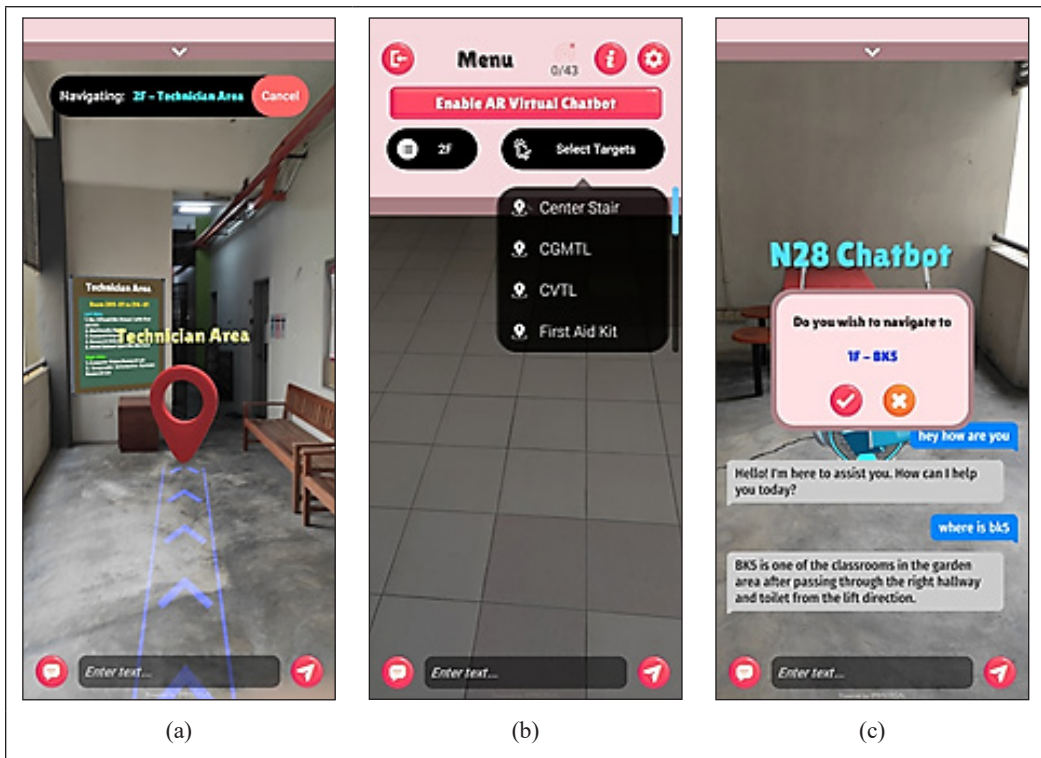 Navigating: 2F - Technician Area
Cancel
Technician Area
Technician Area
Enter text...
(a)
Menu
0/43
Enable AR Virtual Chatbot
2F
Select Targets
Center Stair
CGMTL
CVTL
First Aid Kit
Enter text...
(b)
N28 Chatbot
Do you wish to navigate to
1F - BK5
hey how are you
Hello! I'm here to assist you. How can I help
you today?
where is bk5
BK5 is one of the classrooms in the garden
area after passing through the right hallway
and toilet from the lift direction.
Enter text...
(c)